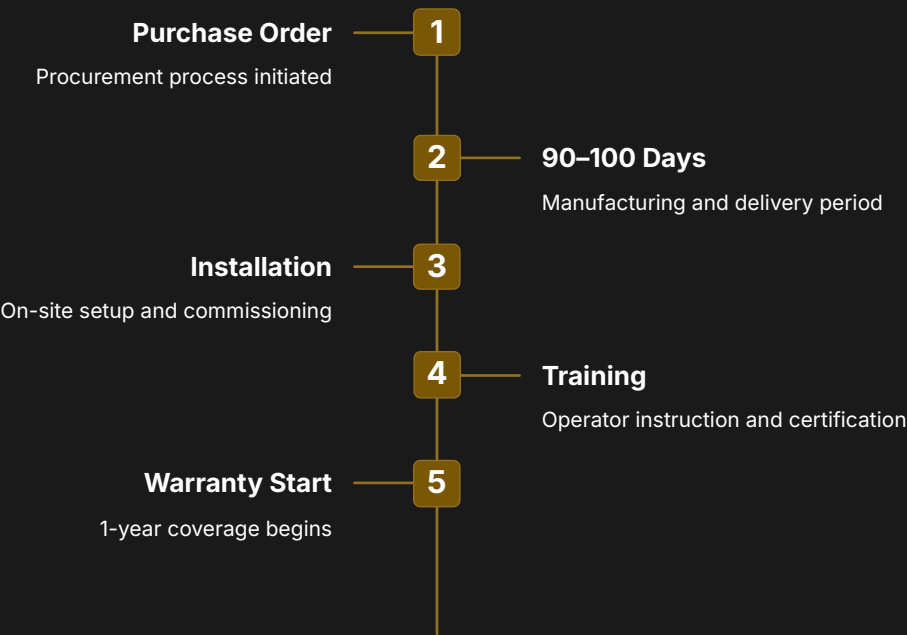 Purchase Order
1
Procurement process initiated
2
90–100 Days
Manufacturing and delivery period
Installation
3
On-site setup and commissioning
4
Training
Operator instruction and certification
Warranty Start
5
1-year coverage begins